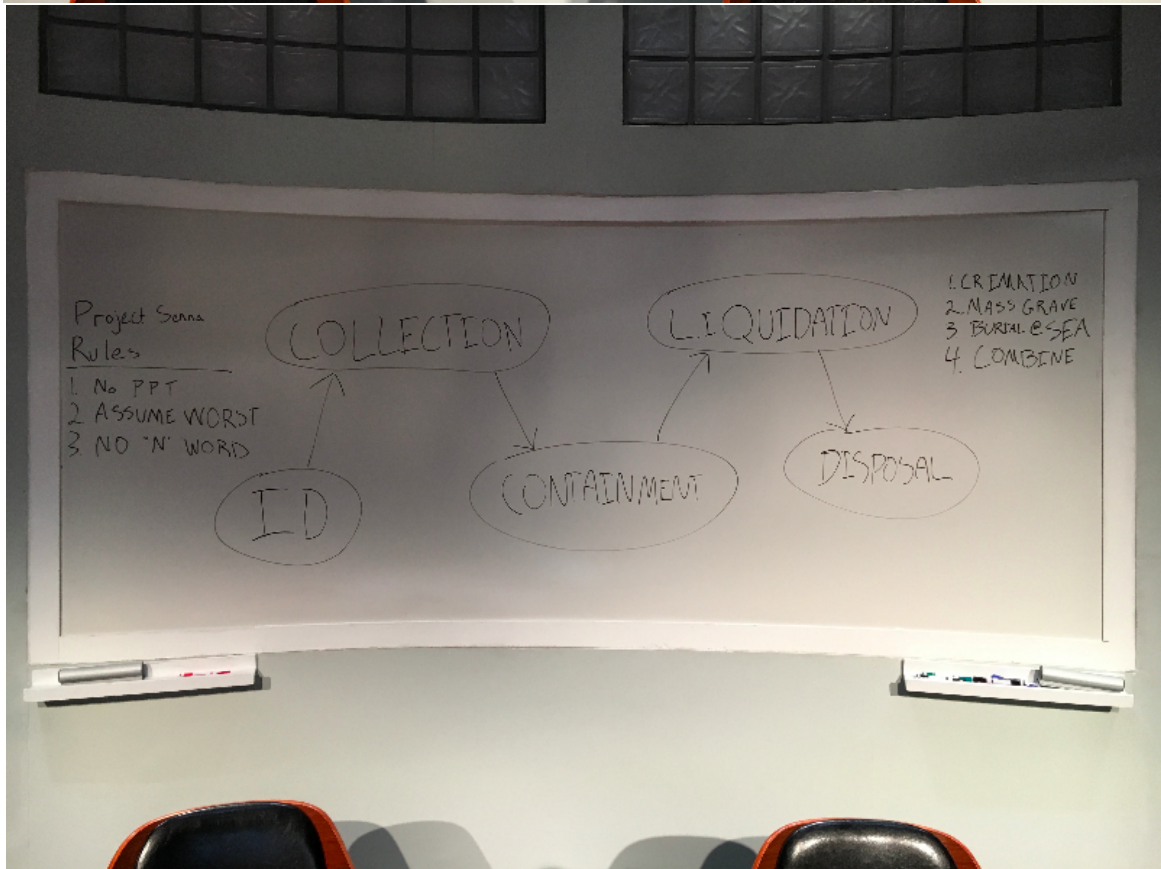 Project Senna
Rules
1. No PPT
2 ASSUME WORST
3. NO "N" WORD
ID
COLLECTION
CONTAINMENT
LIQUIDATION
DISPOSAL
1. CRIMATION
2. MASS GRAVE
3 BURIAL @ SEA
4. COMBINE